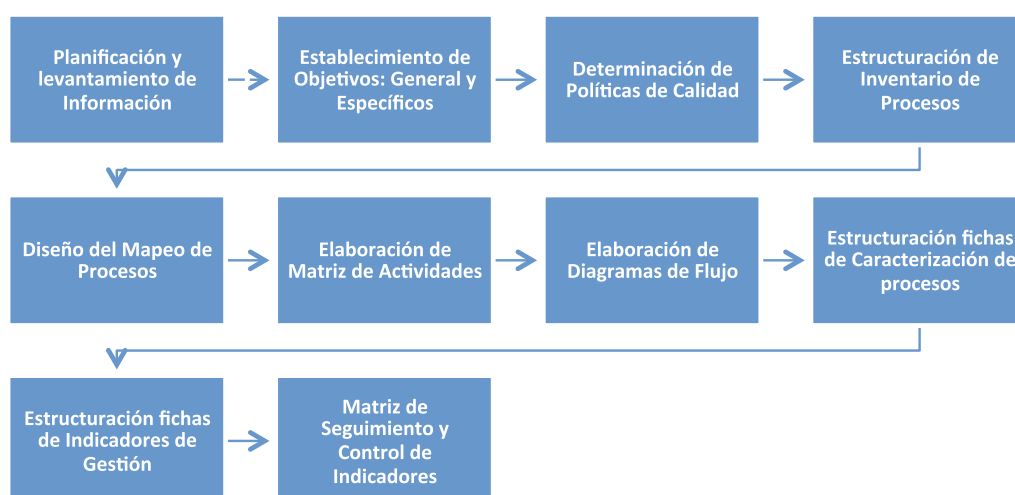 Planificación y
levantamiento de
Información
Establecimiento de
Objetivos: General y
Específicos
Determinación de
Políticas de Calidad
Estructuración de
Inventario de
Procesos
Diseño del Mapeo de
Procesos
Elaboración de
Matriz de Actividades
Elaboración de
Diagramas de Flujo
Estructuración fichas
de Caracterización de
procesos
Estructuración fichas
de Indicadores de
Gestión
Matriz de
Seguimiento y
Control de
Indicadores